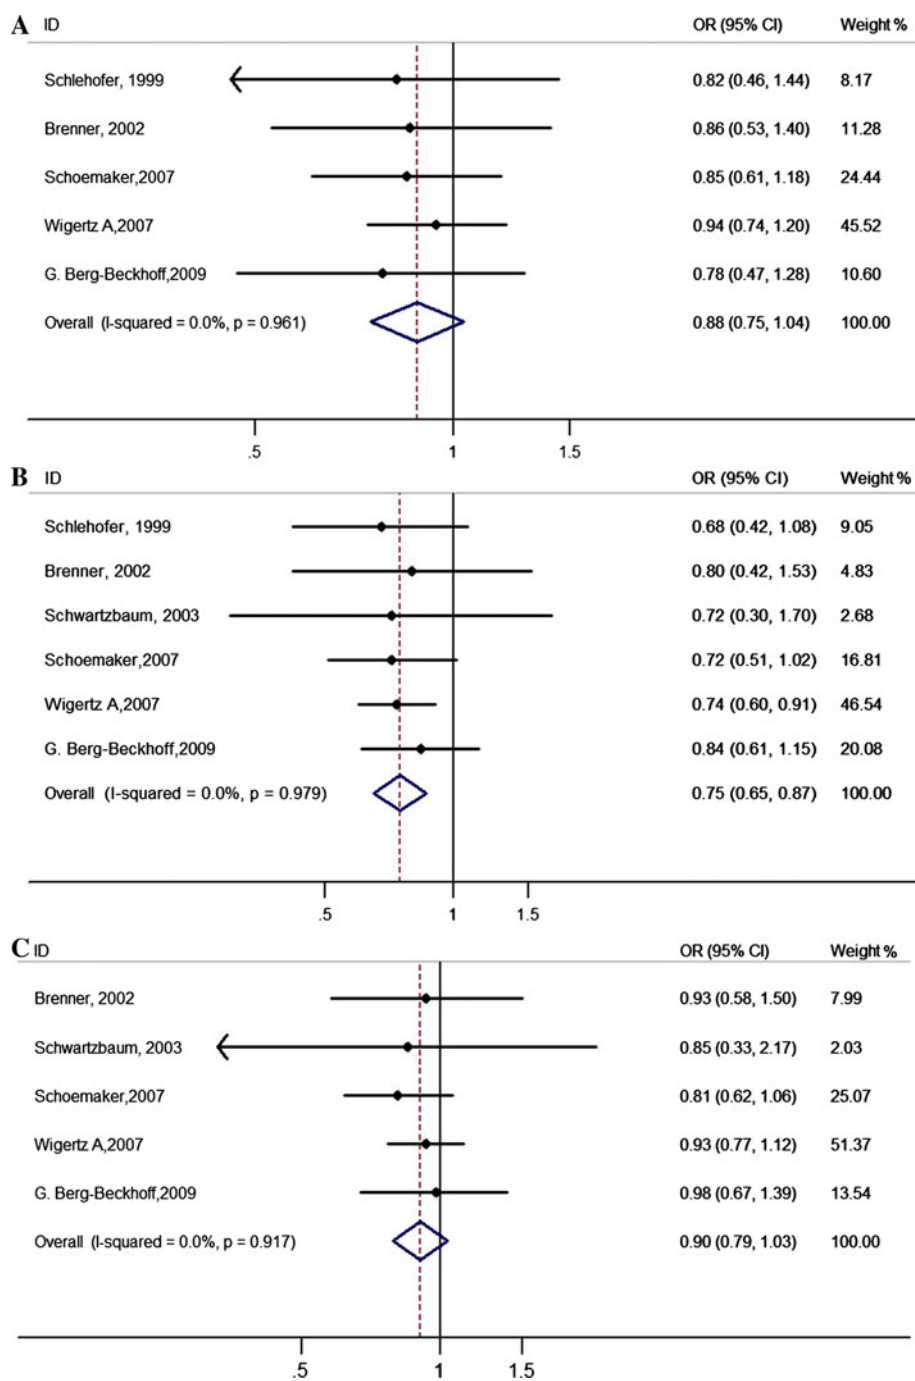 A ID OR (95% CI) Weight %
Schlehofer, 1999 0.82 (0.46, 1.44) 8.17
Brenner, 2002 0.86 (0.53, 1.40) 11.28
Schoemaker,2007 0.85 (0.61, 1.18) 24.44
Wigertz A,2007 0.94 (0.74, 1.20) 45.52
G. Berg-Beckhoff,2009 0.78 (0.47, 1.28) 10.60
Overall (I-squared = 0.0%, p = 0.961) 0.88 (0.75, 1.04) 100.00
.5 1 1.5
B ID OR (95% CI) Weight %
Schlehofer, 1999 0.68 (0.42, 1.08) 9.05
Brenner, 2002 0.80 (0.42, 1.53) 4.83
Schwartzbaum, 2003 0.72 (0.30, 1.70) 2.68
Schoemaker,2007 0.72 (0.51, 1.02) 16.81
Wigertz A,2007 0.74 (0.60, 0.91) 46.54
G. Berg-Beckhoff,2009 0.84 (0.61, 1.15) 20.08
Overall (I-squared = 0.0%, p = 0.979) 0.75 (0.65, 0.87) 100.00
.5 1 1.5
C ID OR (95% CI) Weight %
Brenner, 2002 0.93 (0.58, 1.50) 7.99
Schwartzbaum, 2003 0.85 (0.33, 2.17) 2.03
Schoemaker,2007 0.81 (0.62, 1.06) 25.07
Wigertz A,2007 0.93 (0.77, 1.12) 51.37
G. Berg-Beckhoff,2009 0.98 (0.67, 1.39) 13.54
Overall (I-squared = 0.0%, p = 0.917) 0.90 (0.79, 1.03) 100.00
.5 1 1.5